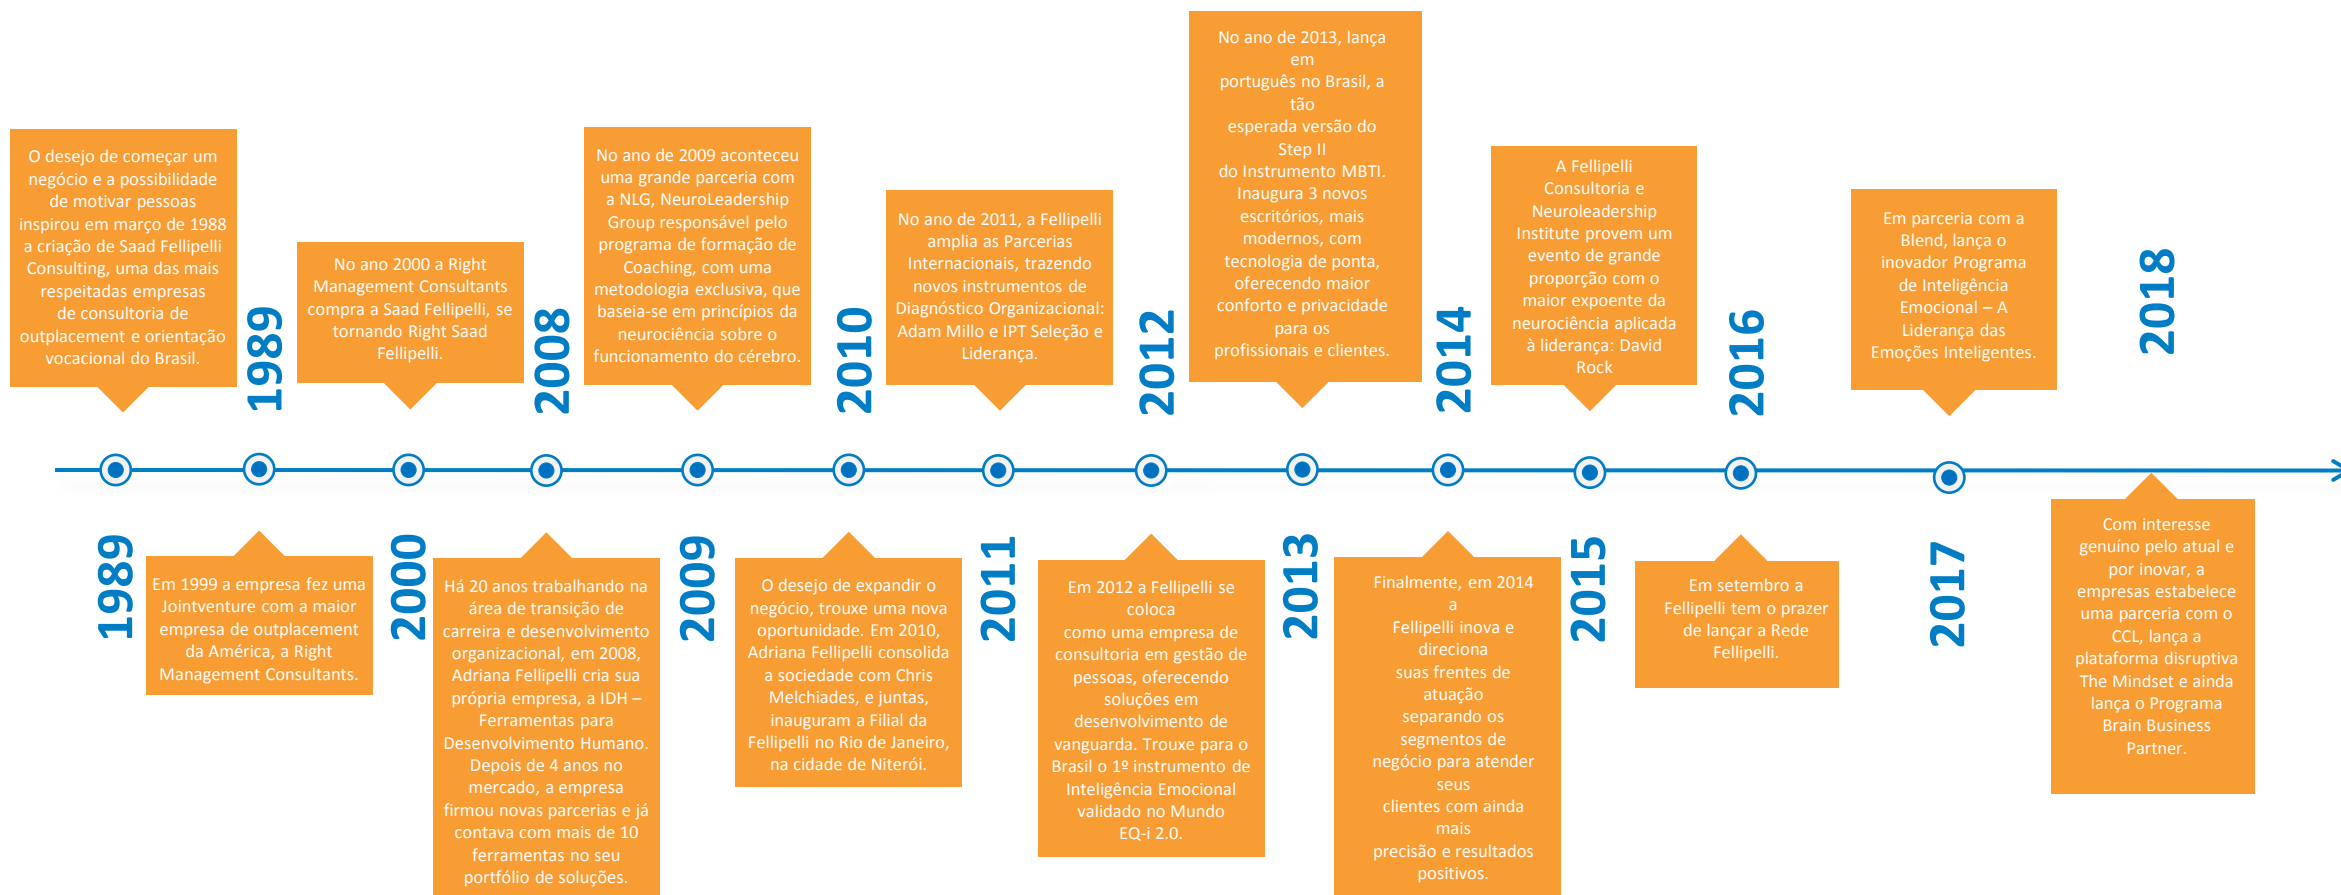 O desejo de começar um
negócio e a possibilidade
de motivar pessoas
inspirou em março de 1988
a criação de Saad Fellipelli
Consulting, uma das mais
respeitadas empresas
de consultoria de
outplacement e orientação
vocacional do Brasil.
1989
1989
Em 1999 a empresa fez uma
Jointventure com a maior
empresa de outplacement
da América, a Right
Management Consultants.
No ano 2000 a Right
Management Consultants
compra a Saad Fellipelli, se
tornando Right Saad
Fellipelli.
2000
2008
Há 20 anos trabalhando na
área de transição de
carreira e desenvolvimento
organizacional, em 2008,
Adriana Fellipelli cria sua
própria empresa, a IDH –
Ferramentas para
Desenvolvimento Humano.
Depois de 4 anos no
mercado, a empresa
firmou novas parcerias e já
contava com mais de 10
ferramentas no seu
portfólio de soluções.
No ano de 2009 aconteceu
uma grande parceria com
a NLG, NeuroLeadership
Group responsável pelo
programa de formação de
Coaching, com uma
metodologia exclusiva, que
baseia-se em princípios da
neurociência sobre o
funcionamento do cérebro.
2009
2010
O desejo de expandir o
negócio, trouxe uma nova
oportunidade. Em 2010,
Adriana Fellipelli consolida
a sociedade com Chris
Melchiades, e juntas,
inauguram a Filial da
Fellipelli no Rio de Janeiro,
na cidade de Niterói.
No ano de 2011, a Fellipelli
amplia as Parcerias
Internacionais, trazendo
novos instrumentos de
Diagnóstico Organizacional:
Adam Millo e IPT Seleção e
Liderança.
2011
2012
Em 2012 a Fellipelli se
coloca
como uma empresa de
consultoria em gestão de
pessoas, oferecendo
soluções em
desenvolvimento de
vanguarda. Trouxe para o
Brasil o 1º instrumento de
Inteligência Emocional
validado no Mundo
EQ-i 2.0.
No ano de 2013, lança
em
português no Brasil, a
tão
esperada versão do
Step II
do Instrumento MBTI.
Inaugura 3 novos
escritórios, mais
modernos, com
tecnologia de ponta,
oferecendo maior
conforto e privacidade
para os
profissionais e clientes.
2013
2014
Finalmente, em 2014
a
Fellipelli inova e
direciona
suas frentes de
atuação
separando os
segmentos de
negócio para atender
seus
clientes com ainda
mais
precisão e resultados
positivos.
A Fellipelli
Consultoria e
Neuroleadership
Institute provem um
evento de grande
proporção com o
maior expoente da
neurociência aplicada
à liderança: David
Rock
2015
2016
Em setembro a
Fellipelli tem o prazer
de lançar a Rede
Fellipelli.
Em parceria com a
Blend, lança o
inovador Programa
de Inteligência
Emocional – A
Liderança das
Emoções Inteligentes.
2017
2018
Com interesse
genuíno pelo atual e
por inovar, a
empresas estabelece
uma parceria com o
CCL, lança a
plataforma disruptiva
The Mindset e ainda
lança o Programa
Brain Business
Partner.